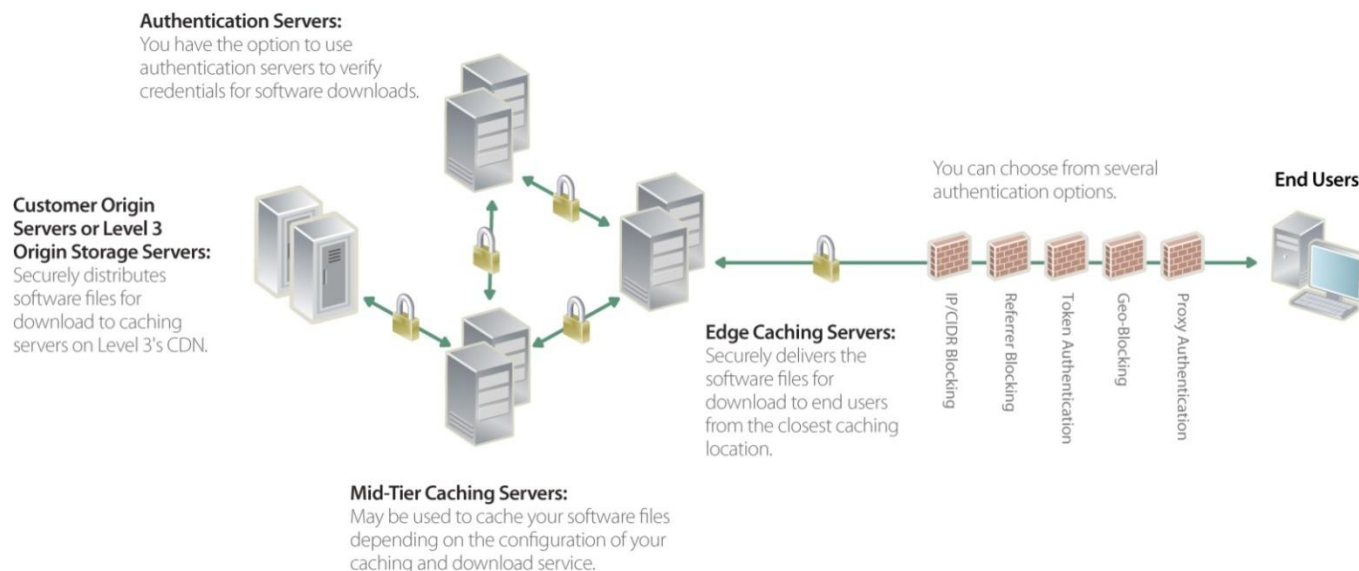 Authentication Servers:
You have the option to use
authentication servers to verify
credentials for software downloads.
Customer Origin
Servers or Level 3
Origin Storage Servers:
Securely distributes
software files for
download to caching
servers on Level 3's CDN.
Mid-Tier Caching Servers:
May be used to cache your software files
depending on the configuration of your
caching and download service.
Edge Caching Servers:
Securely delivers the
software files for
download to end users
from the closest caching
location.
You can choose from several
authentication options.
IP/CIDR Blocking
Referrer Blocking
Token Authentication
Geo-Blocking
Proxy Authentication
End Users